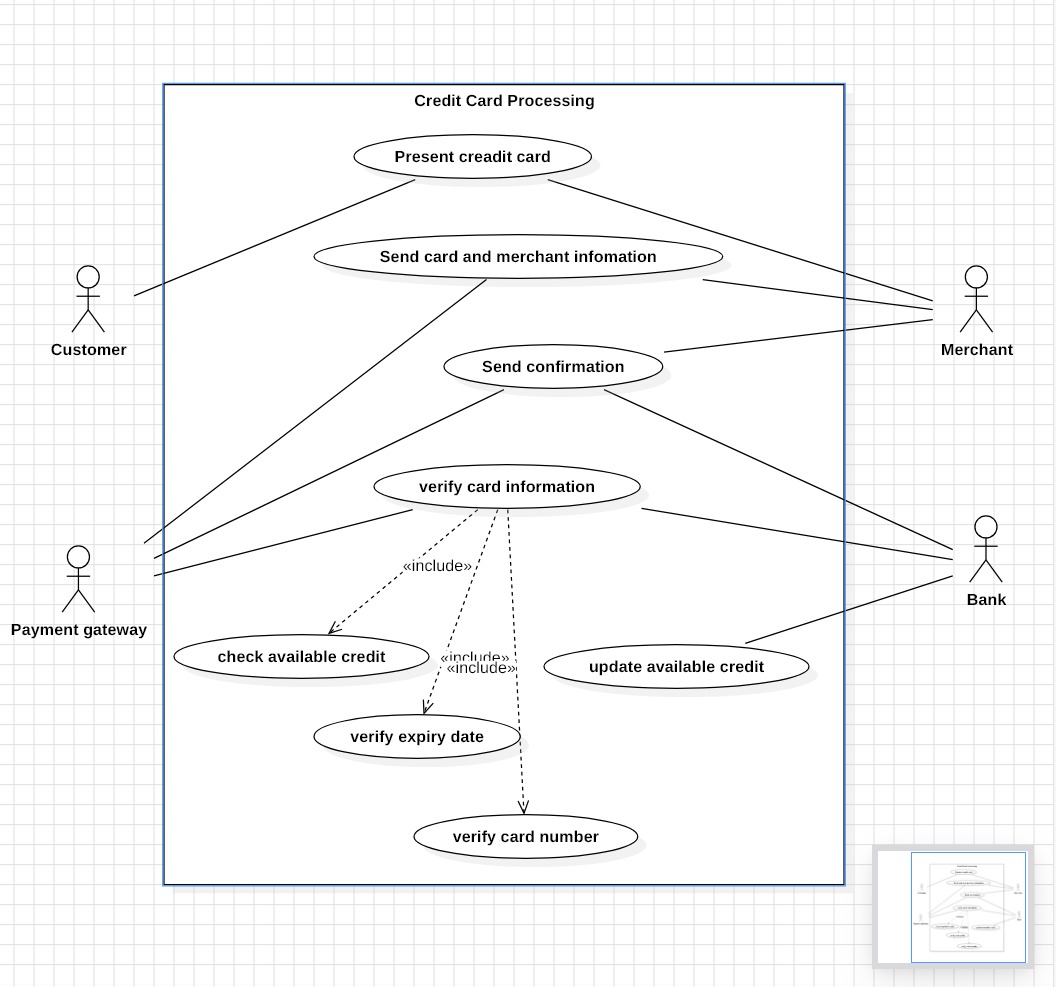 Credit Card Processing
Present creadit card
Send card and merchant infomation
Customer
Merchant
Send confirmation
verify card information
«include»
Payment gateway
Bank
check available credit
«include»
«include»
update available credit
verify expiry date
verify card number